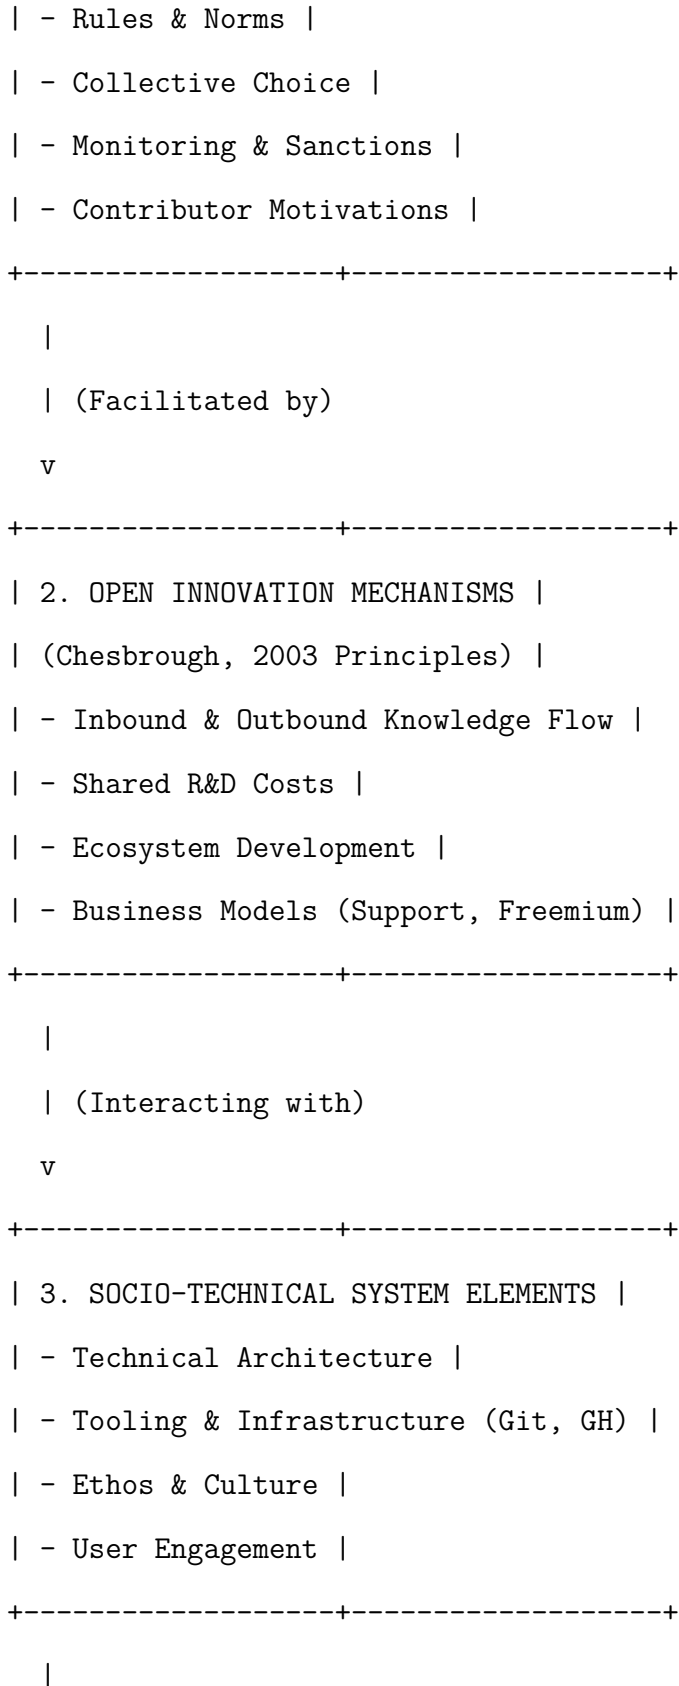 | - Rules & Norms |
| - Collective Choice |
| - Monitoring & Sanctions |
| - Contributor Motivations |
+-------------------+-------------------+
|
| (Facilitated by)
v
+-------------------+-------------------+
| 2. OPEN INNOVATION MECHANISMS |
| (Chesbrough, 2003 Principles) |
| - Inbound & Outbound Knowledge Flow |
| - Shared R&D Costs |
| - Ecosystem Development |
| - Business Models (Support, Freemium) |
+-------------------+-------------------+
|
| (Interacting with)
v
+-------------------+-------------------+
| 3. SOCIO-TECHNICAL SYSTEM ELEMENTS |
| - Technical Architecture |
| - Tooling & Infrastructure (Git, GH) |
| - Ethos & Culture |
| - User Engagement |
+-------------------+-------------------+
|